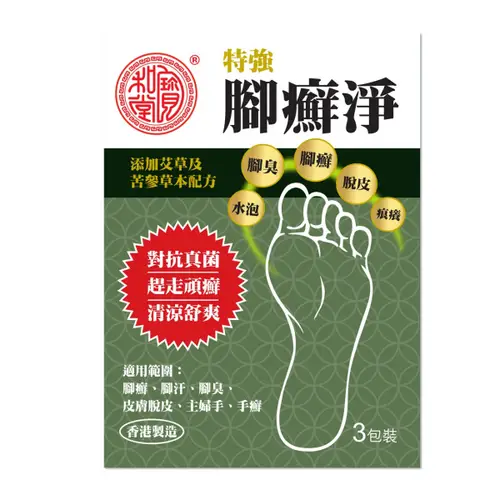 寶和堂
®
特強
腳癬淨
添加艾草及
苦參草本配方
水泡
腳臭
腳癬
脫皮
痕癢
對抗真菌
趕走頑癬
清涼舒爽
適用範圍：
腳癬、腳汗、腳臭、
皮膚脫皮、主婦手、手癬
香港製造
3包裝